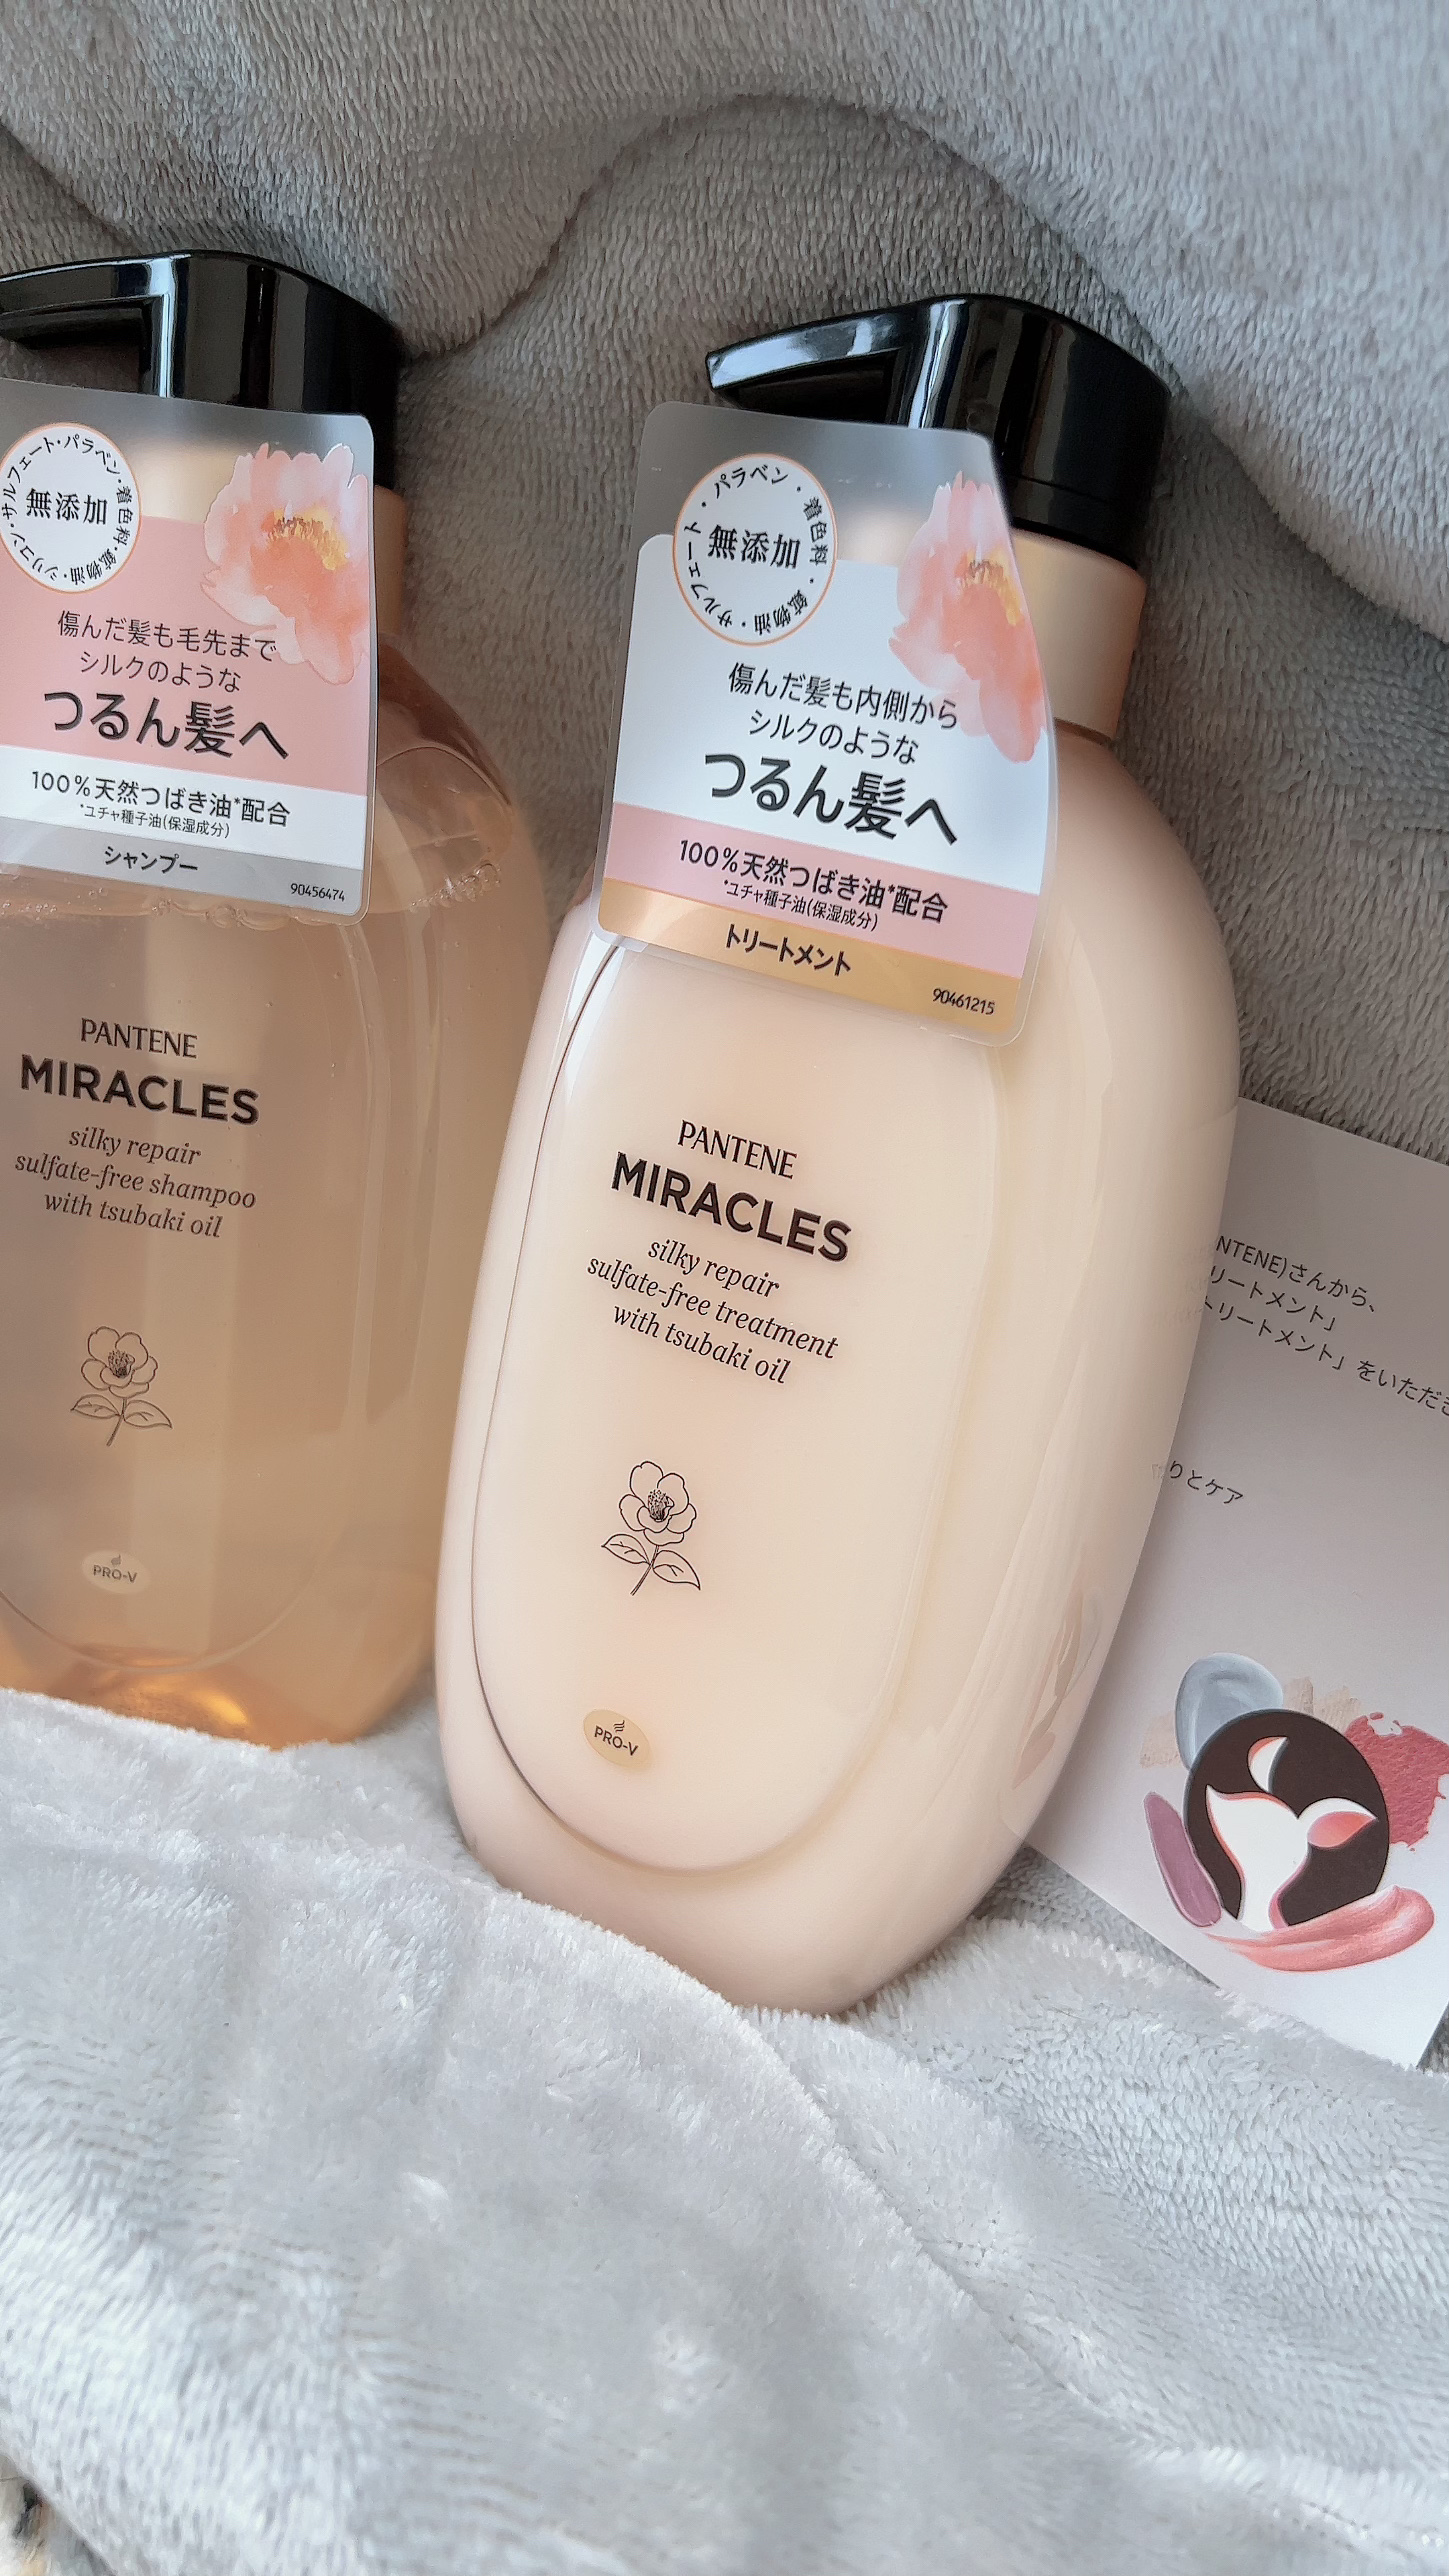 サルフェート・パラベン・着色料・鉱物油・シリコン・
無添加
傷んだ髪も毛先まで
シルクのような
つるん髪へ
100%天然つばき油*配合
*ユチャ種子油(保湿成分)
シャンプー
90456474
PANTENE
MIRACLES
silky repair
sulfate-free shampoo
with tsubaki oil
PRO-V
サルフェート・パラベン・着色料・鉱物油・
無添加
傷んだ髪も内側から
シルクのような
つるん髪へ
100%天然つばき油*配合
*ユチャ種子油(保湿成分)
トリートメント
90461215
PANTENE
MIRACLES
silky repair
sulfate-free treatment
with tsubaki oil
PRO-V
NTENE)さんから、
リートメント」
トリートメント」をいただき
りとケア